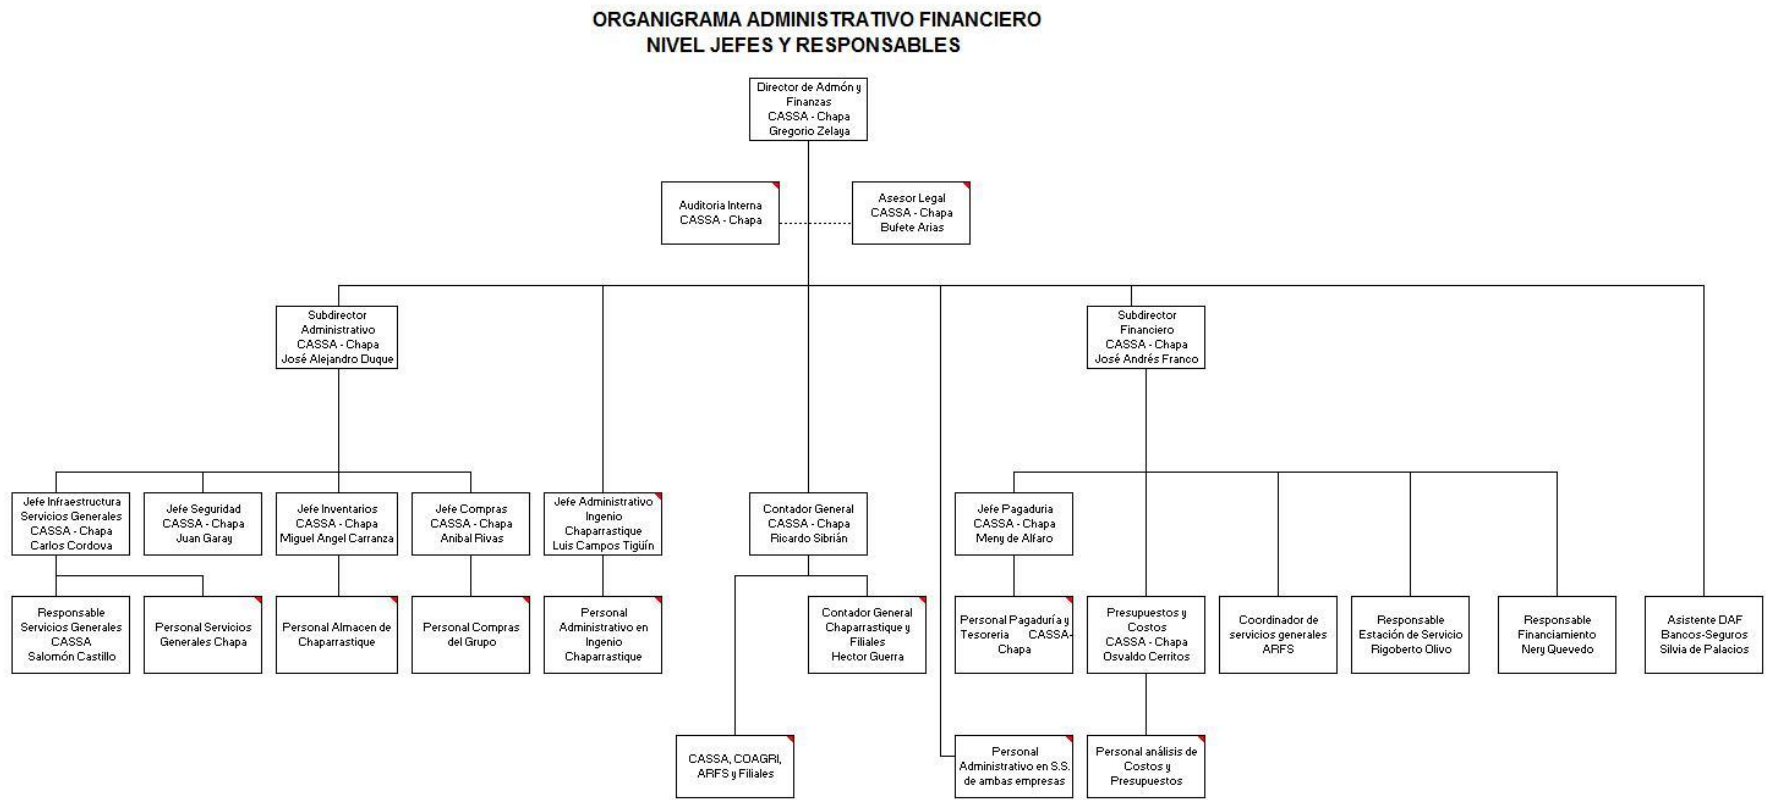 ORGANIGRAMA ADMINISTRATIVO FINANCIERO
NIVEL JEFES Y RESPONSABLES
Director de Admón y
Finanzas
CASSA - Chapa
Gregorio Zelaya
Auditoria Interna
CASSA - Chapa
Asesor Legal
CASSA - Chapa
Bufete Arias
Subdirector
Administrativo
CASSA - Chapa
José Alejandro Duque
Subdirector
Financiero
CASSA - Chapa
José Andrés Franco
Jefe Infraestructura
Servicios Generales
CASSA - Chapa
Carlos Cordova
Jefe Seguridad
CASSA - Chapa
Juan Garay
Jefe Inventarios
CASSA - Chapa
Miguel Angel Carranza
Jefe Compras
CASSA - Chapa
Anibal Rivas
Jefe Administrativo
Ingenio
Chaparrastique
Luis Campos Tigüín
Contador General
CASSA - Chapa
Ricardo Sibrián
Jefe Pagaduria
CASSA - Chapa
Meny de Alfaro
Responsable
Servicios Generales
CASSA
Salomón Castillo
Personal Servicios
Generales Chapa
Personal Almacen de
Chaparrastique
Personal Compras
del Grupo
Personal
Administrativo en
Ingenio
Chaparrastique
Contador General
Chaparrastique y
Filiales
Hector Guerra
Personal Pagaduría y
Tesoreria CASSA-
Chapa
Presupuestos y
Costos
CASSA - Chapa
Osvaldo Cerritos
Coordinador de
servicios generales
ARFS
Responsable
Estación de Servicio
Rigoberto Olivo
Responsable
Financiamiento
Nery Quevedo
Asistente DAF
Bancos-Seguros
Silvia de Palacios
CASSA, COAGRI,
ARFS y Filiales
Personal
Administrativo en S.S.
de ambas empresas
Personal análisis de
Costos y
Presupuestos